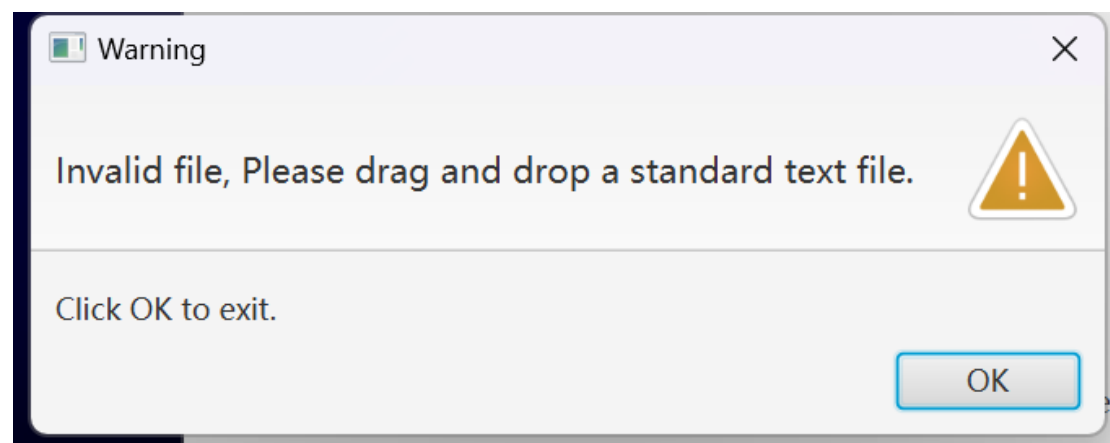 Warning
Invalid file, Please drag and drop a standard text file.
Click OK to exit.
OK